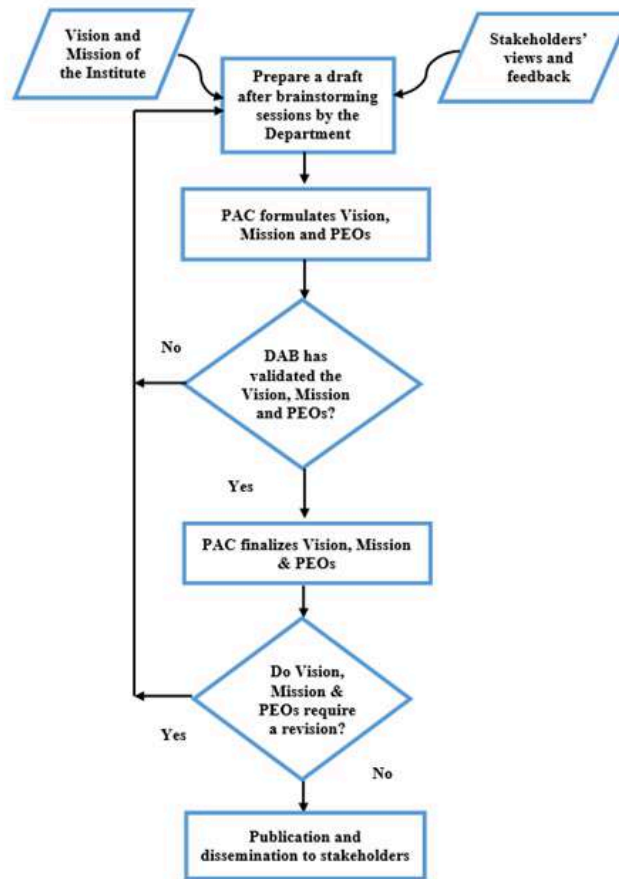 Vision and
Mission of
the Institute
Stakeholders’
views and
feedback
Prepare a draft
after brainstorming
sessions by the
Department
PAC formulates Vision,
Mission and PEOs
No
DAB has
validated the
Vision, Mission
and PEOs?
Yes
PAC finalizes Vision, Mission
& PEOs
Do Vision,
Mission &
PEOs require
a revision?
Yes
No
Publication and
dissemination to stakeholders